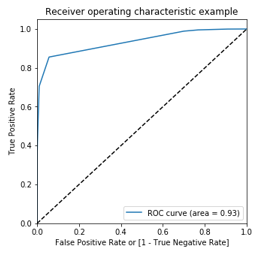 Receiver operating characteristic example
True Positive Rate
1.0
0.8
0.6
0.4
0.2
0.0
ROC curve (area = 0.93)
0.0 0.2 0.4 0.6 0.8 1.0
False Positive Rate or [1 - True Negative Rate]